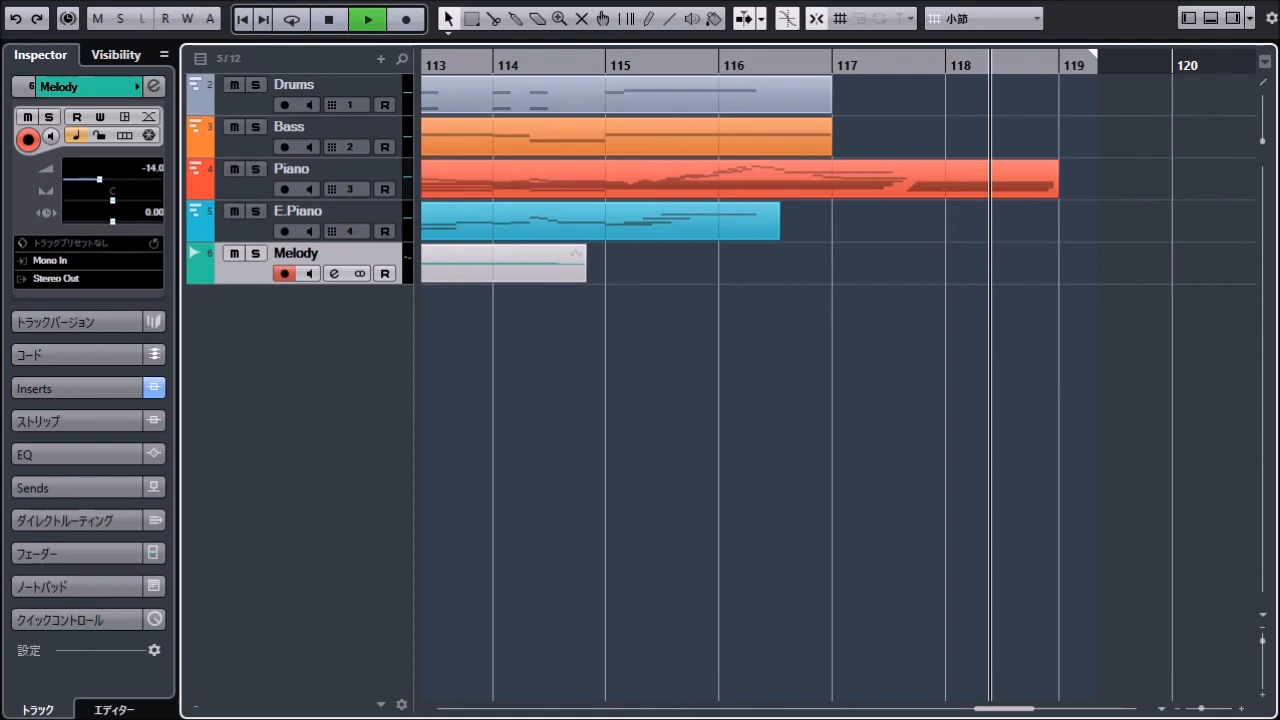 M S L R W A
小節
Inspector Visibility
6 Melody
m S R W
-14.0
C
0.00
トラックプリセットなし
Mono In
Stereo Out
トラックバージョン
コード
Inserts
ストリップ
EQ
Sends
ダイレクトルーティング
フェーダー
ノートパッド
クイックコントロール
設定
トラック エディター
5/12
113 114 115 116 117 118 119 120
2 m S Drums
1 R
3 m S Bass
2 R
4 m S Piano
3 R
5 m S E.Piano
4 R
6 m S Melody
e R